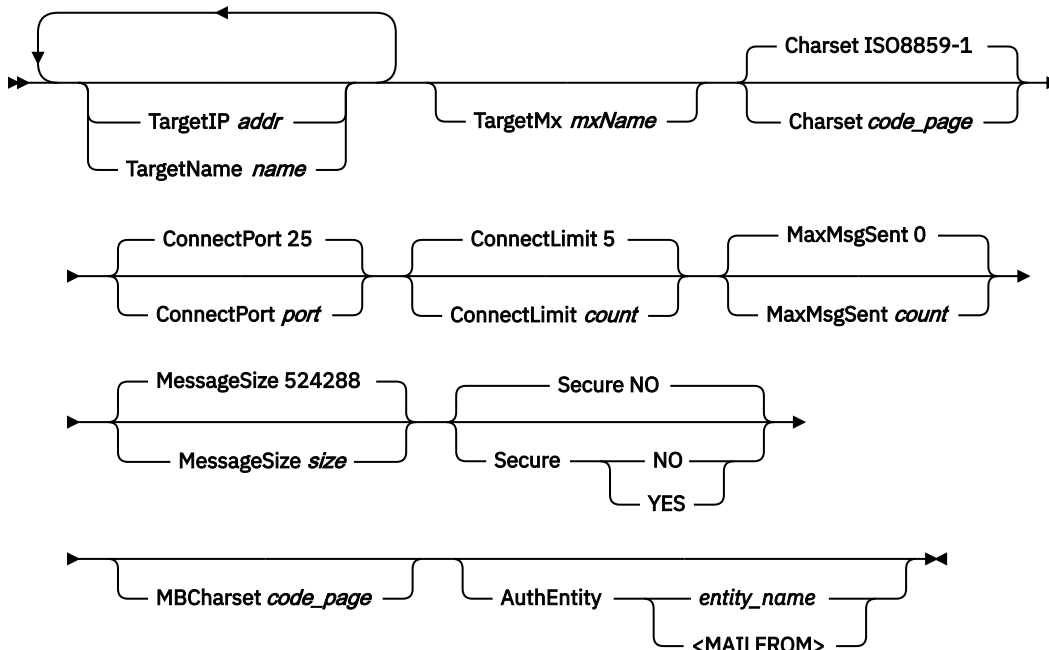 Charset ISO8859-1
TargetIP addr
TargetMx mxName
Charset code_page
TargetName name
ConnectPort 25
ConnectLimit 5
MaxMsgSent 0
ConnectPort port
ConnectLimit count
MaxMsgSent count
MessageSize 524288
Secure NO
MessageSize size
Secure
NO
YES
MBCharset code_page
AuthEntity
entity_name
<MAILFROM>